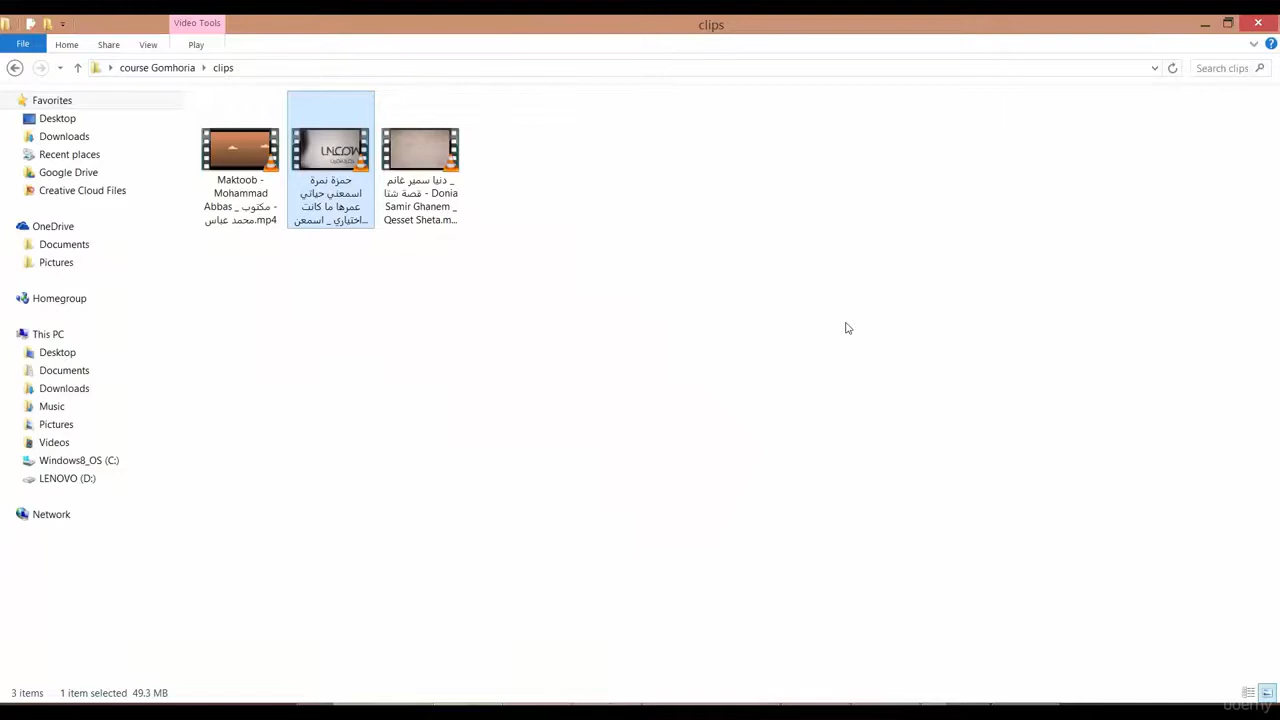 Video Tools
clips
File
Home
Share
View
Play
course Gomhoria
clips
Search clips
Favorites
Desktop
Downloads
Recent places
Google Drive
Creative Cloud Files
OneDrive
Documents
Pictures
Homegroup
This PC
Desktop
Documents
Downloads
Music
Pictures
Videos
Windows8_OS (C:)
LENOVO (D:)
Network
Maktoob -
Mohammad
Abbas _ مكتوب -
محمد عباس.mp4
حمزة نمرة
اسمعني حياتي
عمرها ما كانت
اختياري _ اسمعن...
_ دنيا سمير غانم
قصة شتا - Donia
Samir Ghanem _
Qesset Sheta.m...
3 items
1 item selected 49.3 MB
udemy